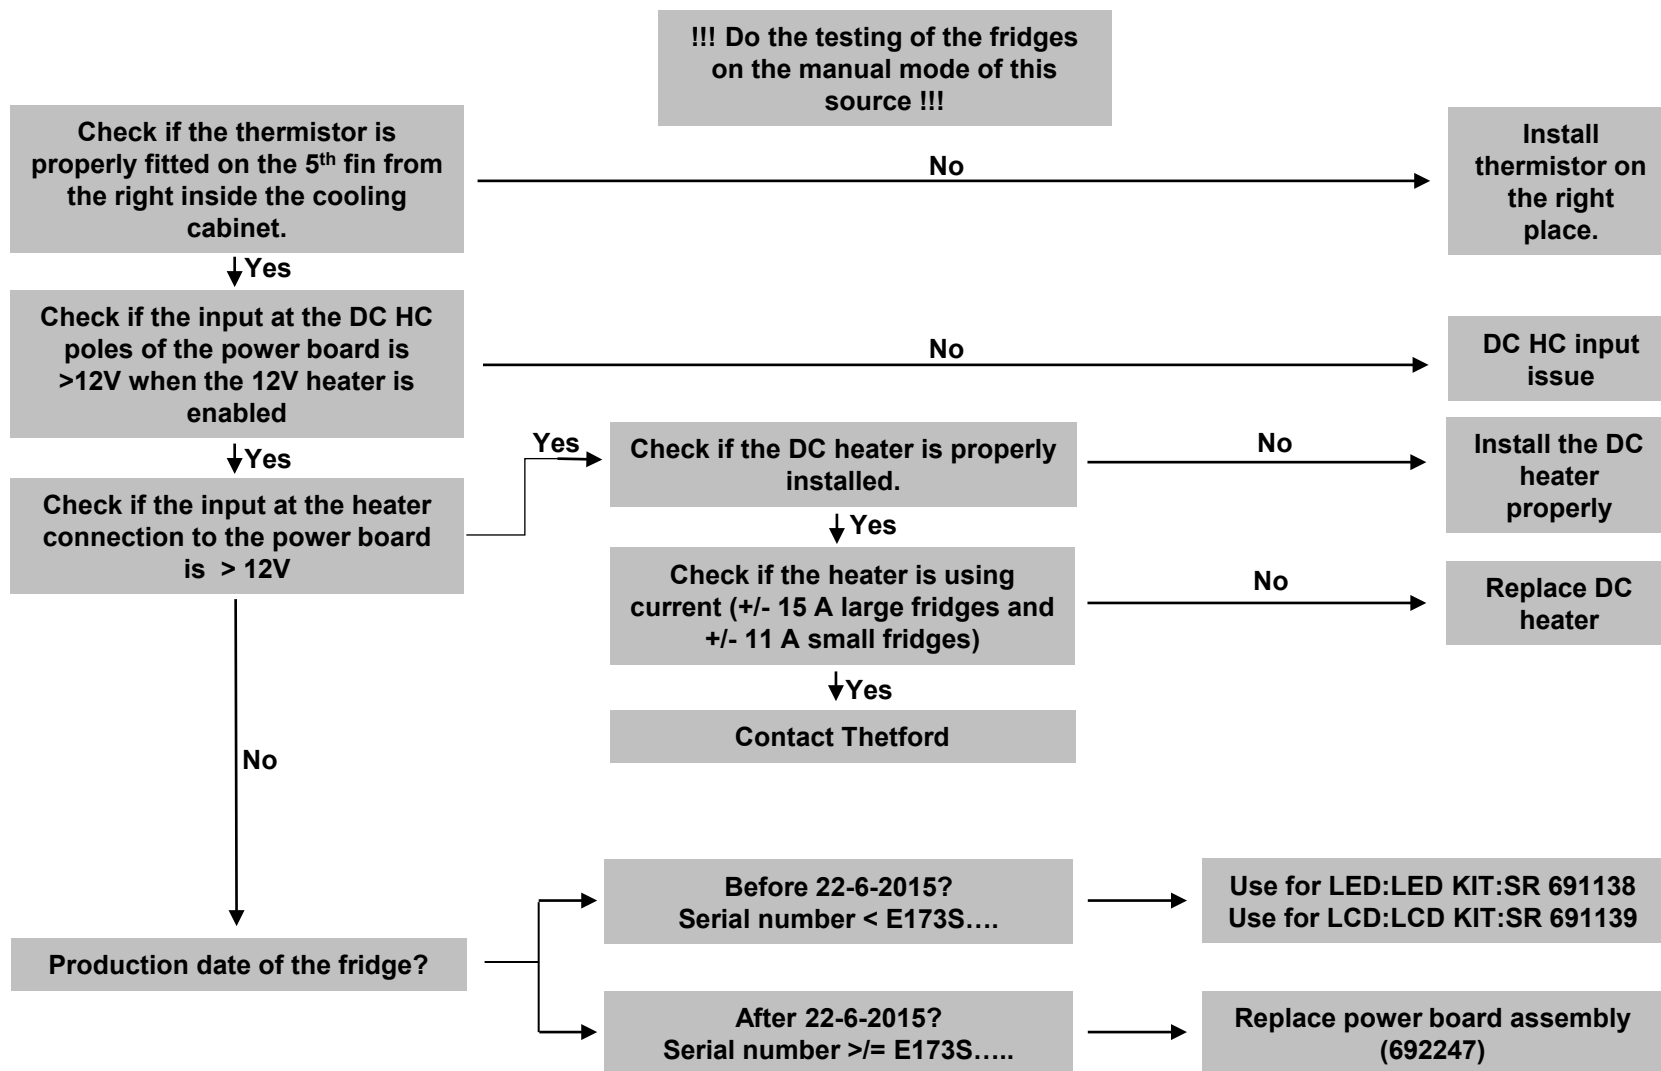 !!! Do the testing of the fridges
on the manual mode of this
source !!!
Check if the thermistor is
properly fitted on the 5th fin from
the right inside the cooling
cabinet.
No
Install
thermistor on
the right
place.
Yes
Check if the input at the DC HC
poles of the power board is
>12V when the 12V heater is
enabled
No
DC HC input
issue
Yes
Check if the input at the heater
connection to the power board
is > 12V
Yes
Check if the DC heater is properly
installed.
No
Install the DC
heater
properly
Yes
Check if the heater is using
current (+/- 15 A large fridges and
+/- 11 A small fridges)
No
Replace DC
heater
Yes
Contact Thetford
No
Production date of the fridge?
Before 22-6-2015?
Serial number < E173S….
Use for LED:LED KIT:SR 691138
Use for LCD:LCD KIT:SR 691139
After 22-6-2015?
Serial number >/= E173S…..
Replace power board assembly
(692247)